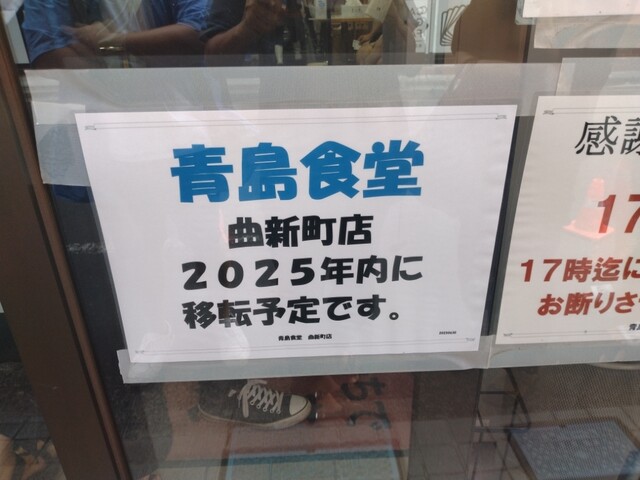 青島食堂
曲新町店
２０２５年内に
移転予定です。
青島食堂　曲新町店
感謝
17
17時迄に
お断りさ